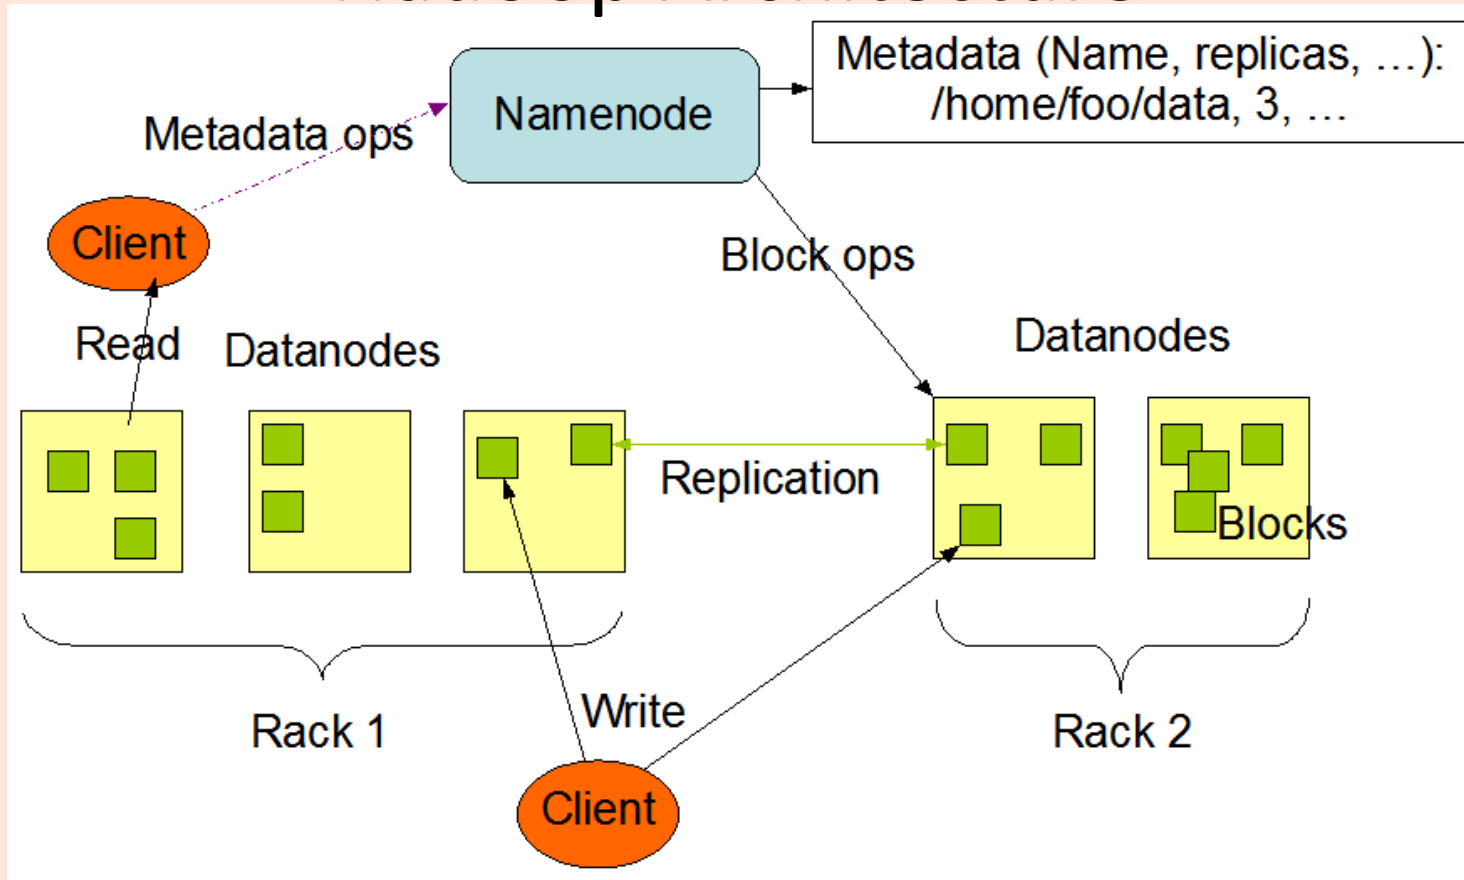 Metadata (Name, replicas, …):
/home/foo/data, 3, …
Namenode
Metadata ops
Client
Block ops
Read
Datanodes
Datanodes
Replication
Blocks
Rack 1
Write
Rack 2
Client